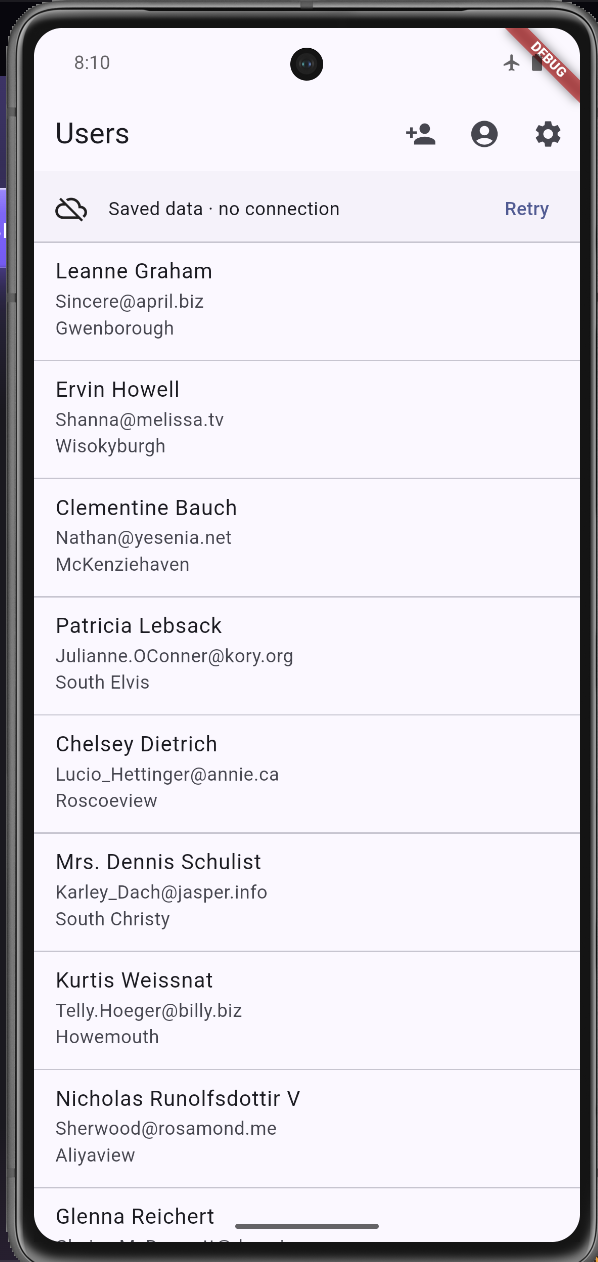 8:10
DEBUG
Users
Saved data · no connection
Retry
Leanne Graham
Sincere@april.biz
Gwenborough
Ervin Howell
Shanna@melissa.tv
Wisokyburgh
Clementine Bauch
Nathan@yesenia.net
McKenziehaven
Patricia Lebsack
Julianne.OConner@kory.org
South Elvis
Chelsey Dietrich
Lucio_Hettinger@annie.ca
Roscoeview
Mrs. Dennis Schulist
Karley_Dach@jasper.info
South Christy
Kurtis Weissnat
Telly.Hoeger@billy.biz
Howemouth
Nicholas Runolfsdottir V
Sherwood@rosamond.me
Aliyaview
Glenna Reichert